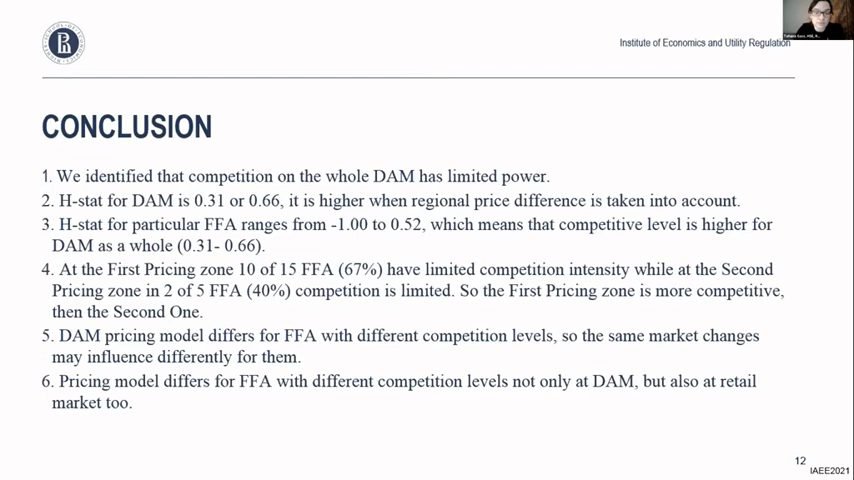 Institute of Economics and Utility Regulation
CONCLUSION
1. We identified that competition on the whole DAM has limited power.
2. H-stat for DAM is 0.31 or 0.66, it is higher when regional price difference is taken into account.
3. H-stat for particular FFA ranges from -1.00 to 0.52, which means that competitive level is higher for
DAM as a whole (0.31- 0.66).
4. At the First Pricing zone 10 of 15 FFA (67%) have limited competition intensity while at the Second
Pricing zone in 2 of 5 FFA (40%) competition is limited. So the First Pricing zone is more competitive,
then the Second One.
5. DAM pricing model differs for FFA with different competition levels, so the same market changes
may influence differently for them.
6. Pricing model differs for FFA with different competition levels not only at DAM, but also at retail
market too.
12
IAEE2021